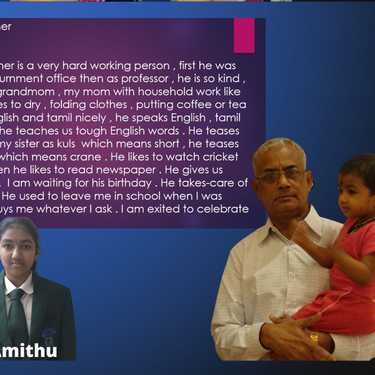 her
her is a very hard working person , first he was
urnment office then as professor , he is so kind ,
grandmom , my mom with household work like
es to dry , folding clothes , putting coffee or tea
glish and tamil nicely , he speaks English , tamil
he teaches us tough English words . He teases
my sister as kuls which means short , he teases
which means crane . He likes to watch cricket
en he likes to read newspaper . He gives us
. I am waiting for his birthday . He takes-care of
He used to leave me in school when I was
uys me whatever I ask . I am exited to celebrate
Amithu